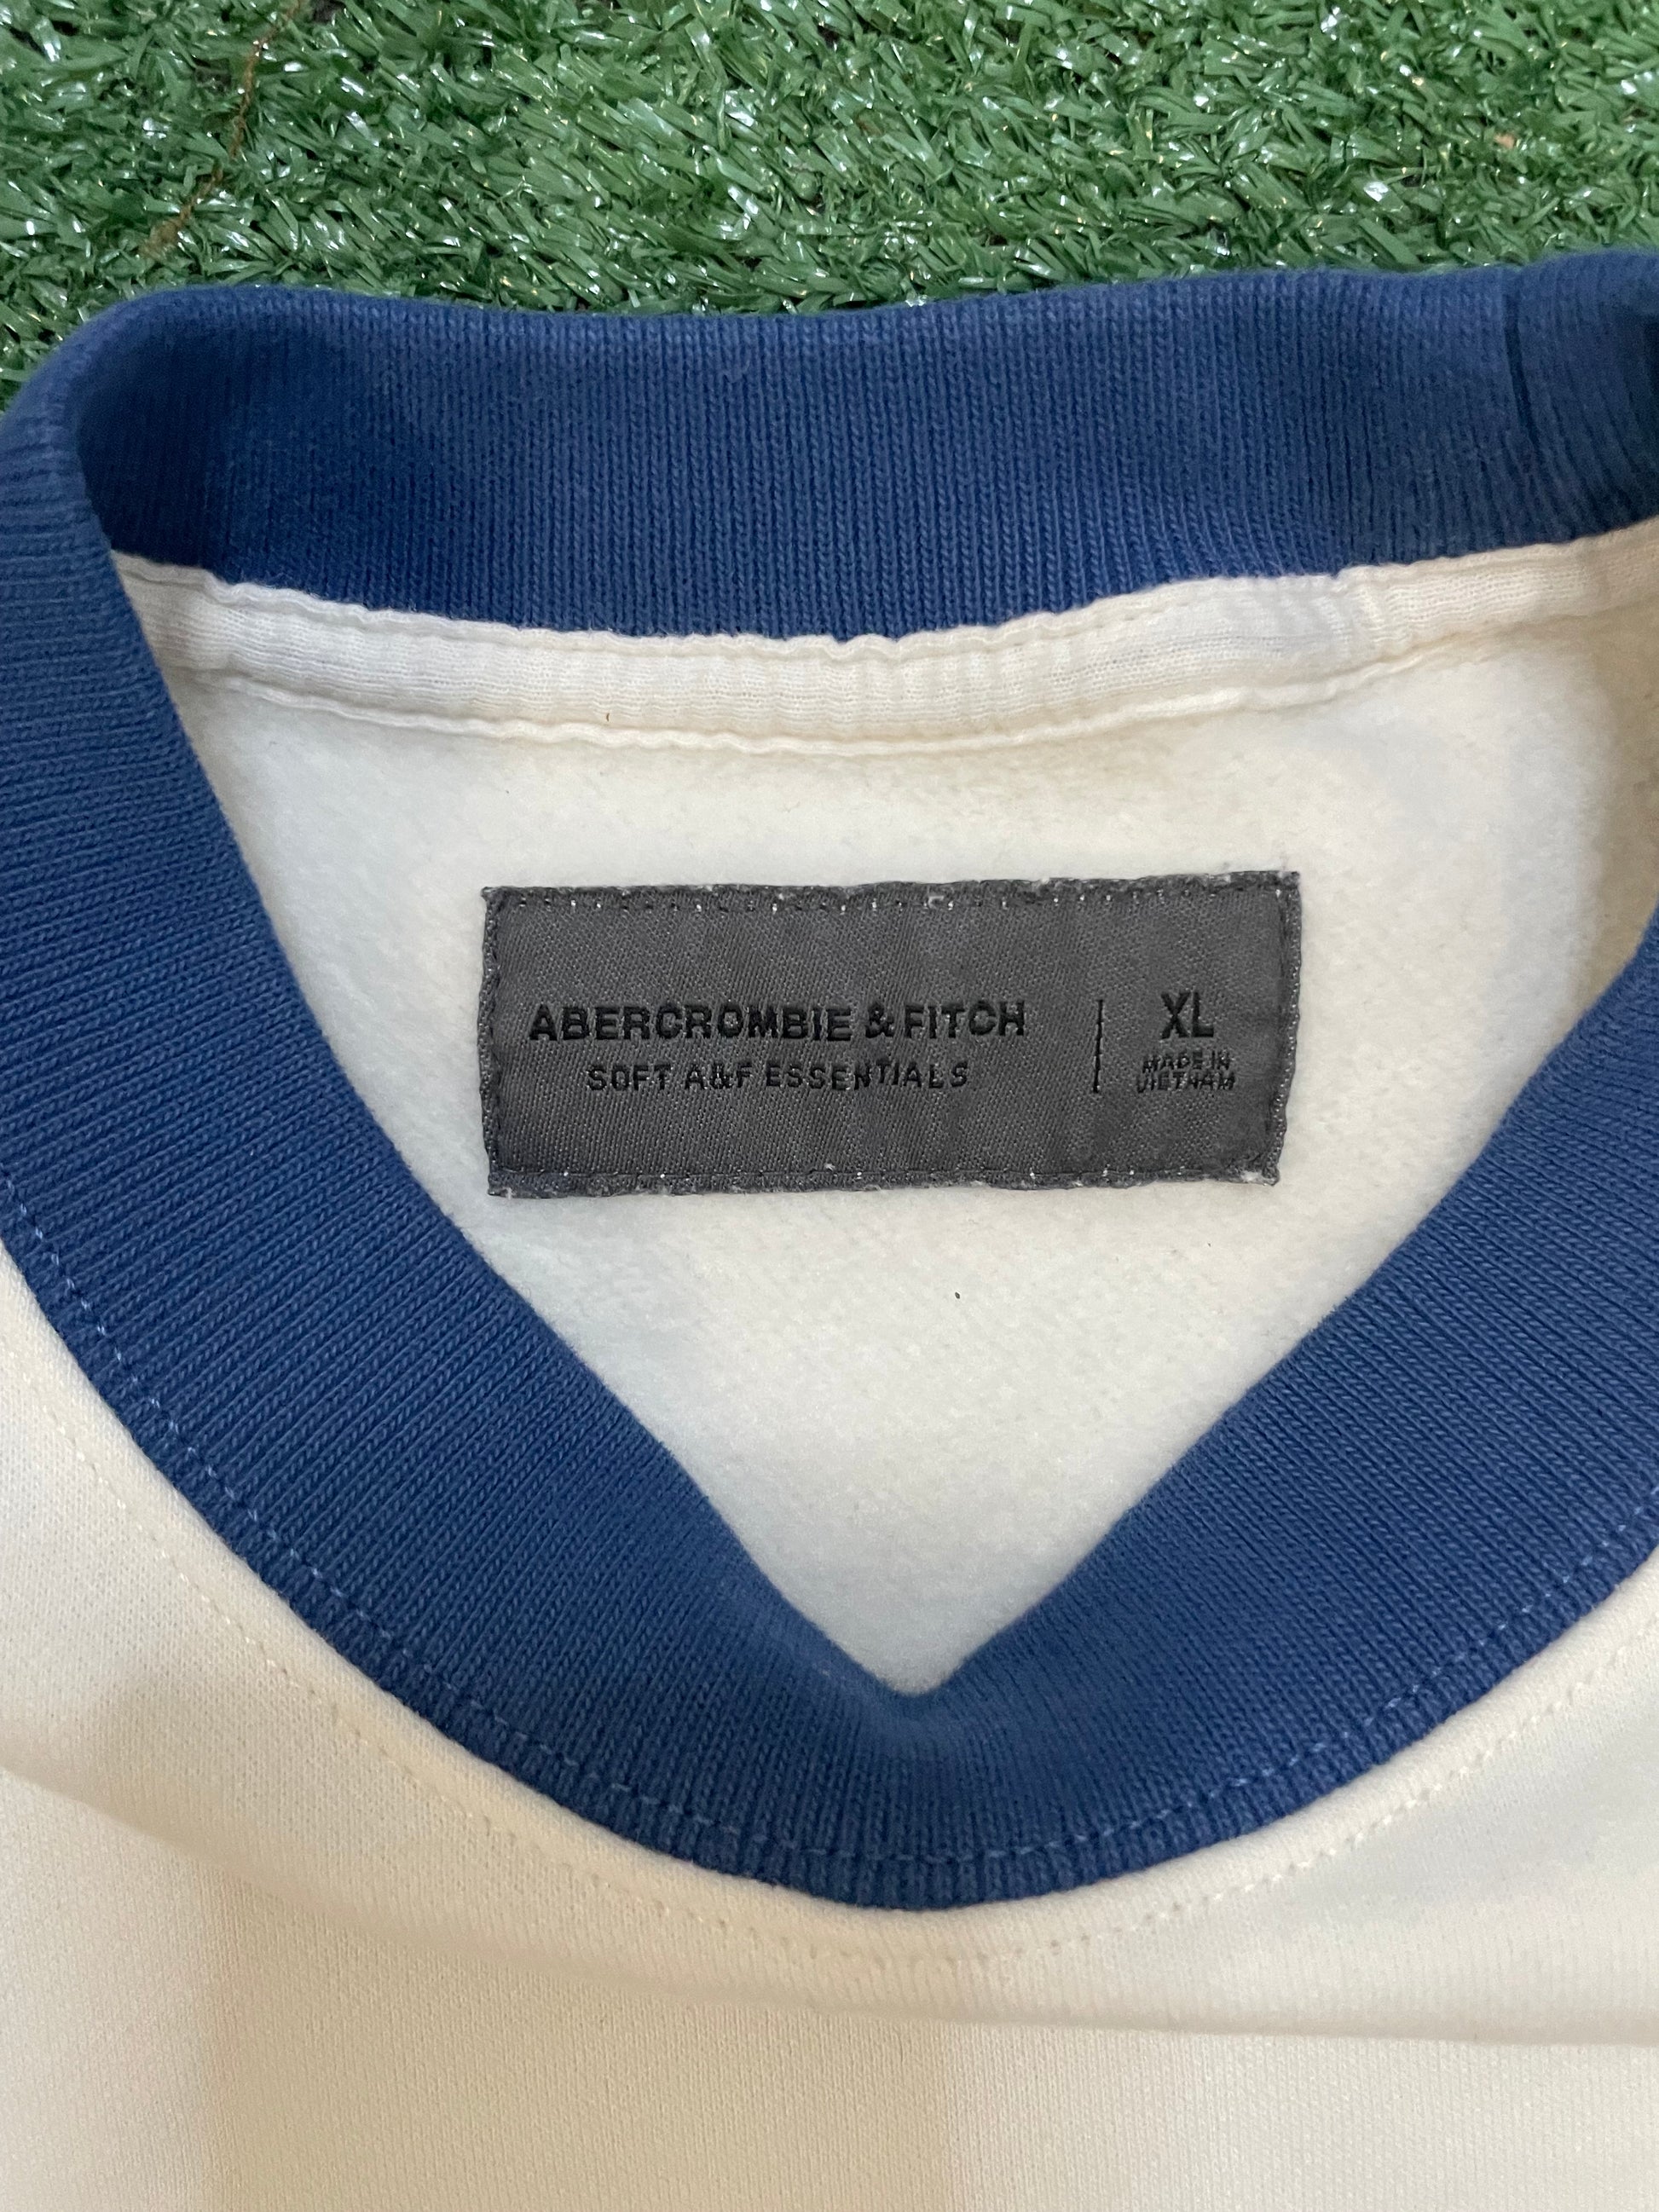 ABERCROMBIE & FITCH
SOFT A&F ESSENTIALS
XL
MADE IN
VIETNAM